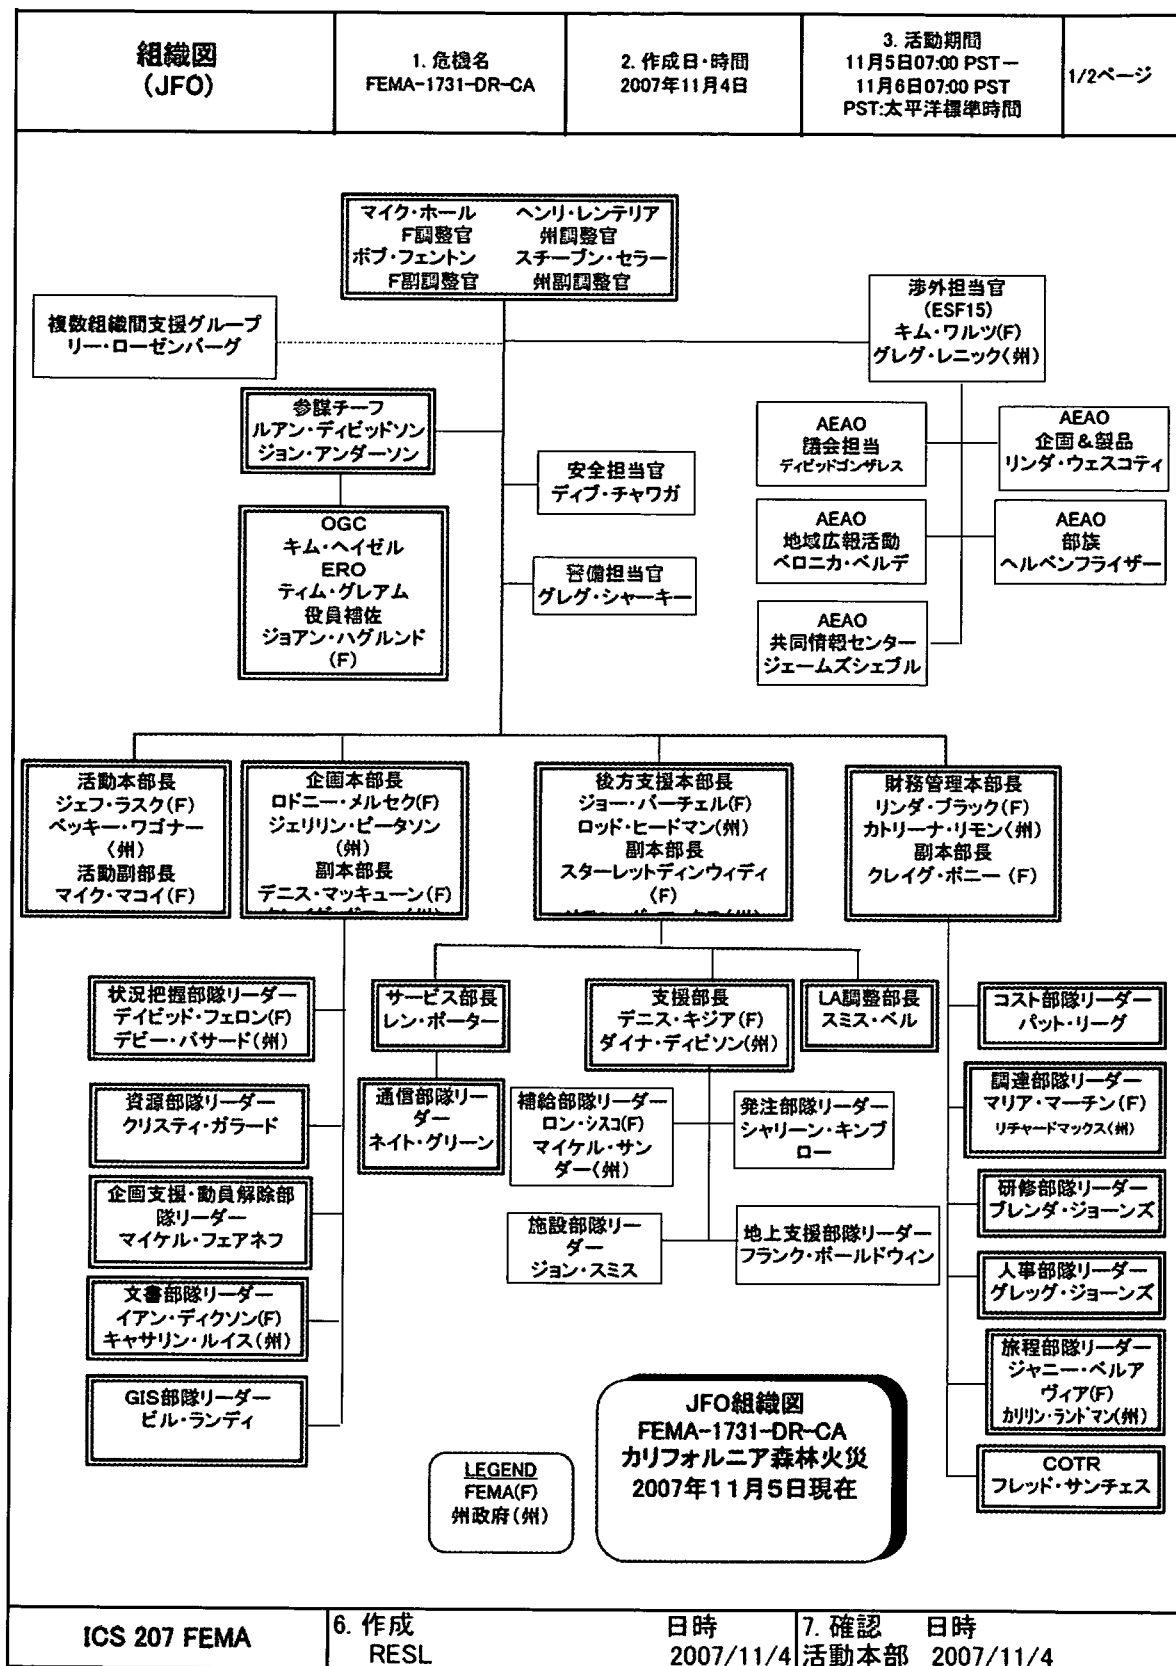 組織図
(JFO)
1. 危機名
FEMA-1731-DR-CA
2. 作成日・時間
2007年11月4日
3. 活動期間
11月5日07:00 PST－
11月6日07:00 PST
PST:太平洋標準時間
1/2ページ
マイク・ホール ヘンリ・レンテリア
F調整官 州調整官
ボブ・フェントン スチーブン・セラー
F副調整官 州副調整官
複数組織間支援グループ
リー・ローゼンバーグ
渉外担当官
(ESF15)
キム・ワルツ(F)
グレグ・レニック(州)
参謀チーフ
ルアン・ディビッドソン
ジョン・アンダーソン
AEAO
議会担当
ディビッドゴンザレス
AEAO
企画&製品
リンダ・ウェスコティ
安全担当官
ディブ・チャワガ
OGC
キム・ヘイゼル
ERO
ティム・グレアム
役員補佐
ジョアン・ハグルンド
(F)
AEAO
地域広報活動
ベロニカ・ベルデ
AEAO
部族
ヘルベンフライザー
警備担当官
グレグ・シャーキー
AEAO
共同情報センター
ジェームズシェブル
活動本部長
ジェフ・ラスク(F)
ベッキー・ワゴナー
(州)
活動副部長
マイク・マコイ(F)
企画本部長
ロドニー・メルセク(F)
ジェリリン・ピータソン
(州)
副本部長
デニス・マッキューン(F)
後方支援本部長
ジョー・バーチェル(F)
ロッド・ヒードマン(州)
副本部長
スターレットディンウィディ
(F)
財務管理本部長
リンダ・ブラック(F)
カトリーナ・リモン(州)
副本部長
クレイグ・ボニー(F)
状況把握部隊リーダー
デイビッド・フェロン(F)
デビー・バサード(州)
サービス部長
レン・ポーター
支援部長
デニス・キジア(F)
ダイナ・ディビソン(州)
LA調整部長
スミス・ベル
コスト部隊リーダー
パット・リーグ
資源部隊リーダー
クリスティ・ガラード
通信部隊リー
ダー
ネイト・グリーン
補給部隊リーダー
ロン・シスコ(F)
マイケル・サン
ダー(州)
発注部隊リーダー
シャリーン・キンブ
ロー
調達部隊リーダー
マリア・マーチン(F)
リチャードマックス(州)
企画支援・動員解除部
隊リーダー
マイケル・フェアネフ
施設部隊リー
ダー
ジョン・スミス
地上支援部隊リーダー
フランク・ボールドウィン
研修部隊リーダー
ブレンダ・ジョーンズ
人事部隊リーダー
グレッグ・ジョーンズ
文書部隊リーダー
イアン・ディクソン(F)
キャサリン・ルイス(州)
旅程部隊リーダー
ジャニー・ベルア
ヴィア(F)
カリリン・ランドマン(州)
GIS部隊リーダー
ビル・ランディ
COTR
フレッド・サンチェス
LEGEND
FEMA(F)
州政府(州)
JFO組織図
FEMA-1731-DR-CA
カリフォルニア森林火災
2007年11月5日現在
ICS 207 FEMA
6. 作成 日時
RESL 2007/11/4
7. 確認 日時
活動本部 2007/11/4